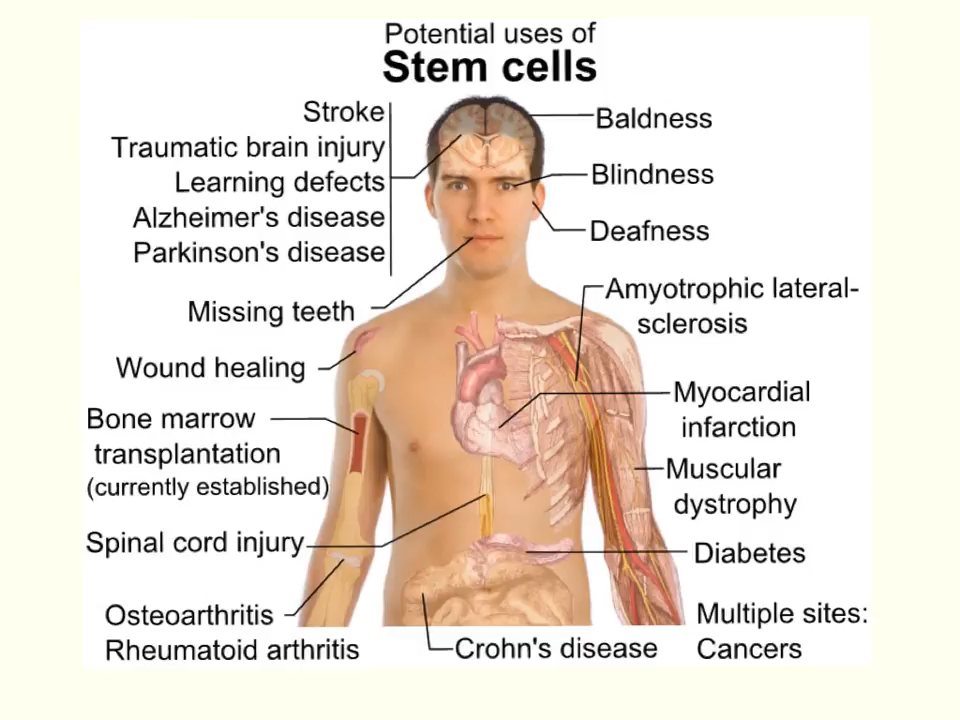 Potential uses of
Stem cells
Stroke
Traumatic brain injury
Learning defects
Alzheimer's disease
Parkinson's disease
Missing teeth
Wound healing
Bone marrow
transplantation
(currently established)
Spinal cord injury
Osteoarthritis
Rheumatoid arthritis
Baldness
Blindness
Deafness
Amyotrophic lateral-
sclerosis
Myocardial
infarction
Muscular
dystrophy
Diabetes
Crohn's disease
Multiple sites:
Cancers